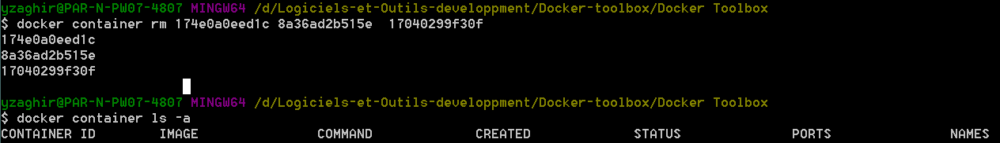 yzaghir@PAR-N-PW07-4807 MINGW64 /d/Logiciels-et-Outils-developpment/Docker-toolbox/Docker Toolbox
$ docker container rm 174e0a0eed1c 8a36ad2b515e  17040299f30f
174e0a0eed1c
8a36ad2b515e
17040299f30f
yzaghir@PAR-N-PW07-4807 MINGW64 /d/Logiciels-et-Outils-developpment/Docker-toolbox/Docker Toolbox
$ docker container ls -a
CONTAINER ID        IMAGE               COMMAND             CREATED             STATUS              PORTS               NAMES